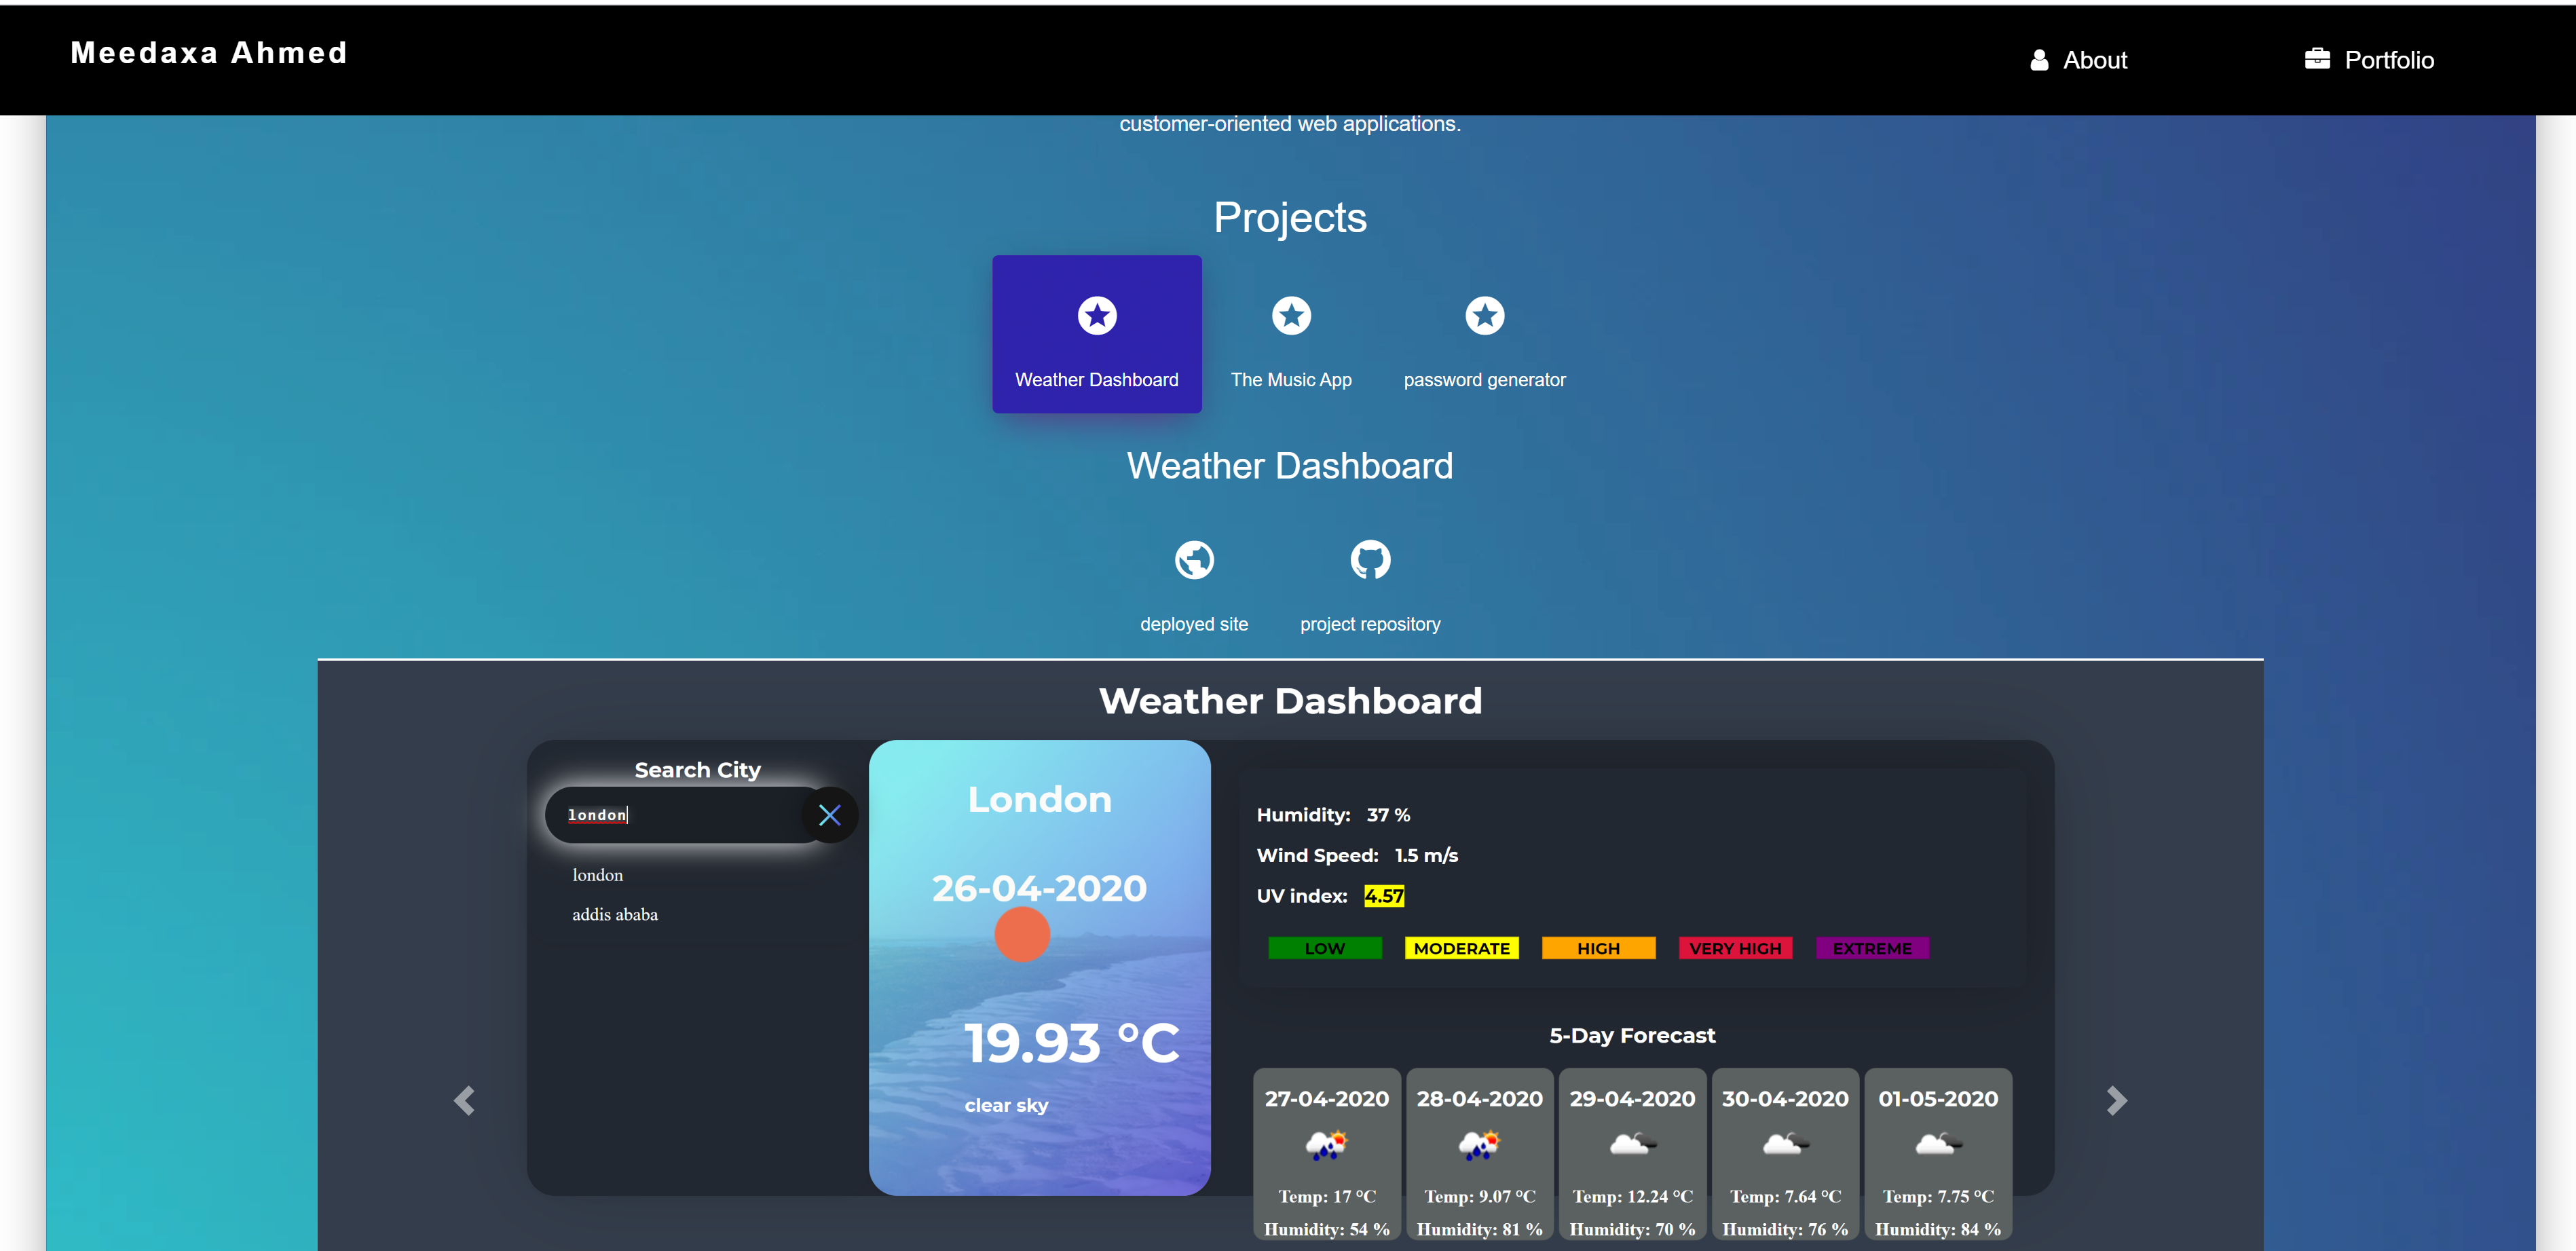 Meedaxa Ahmed
About
Portfolio
customer-oriented web applications.
Projects
Weather Dashboard
The Music App
password generator
Weather Dashboard
deployed site
project repository
Weather Dashboard
Search City
london
london
addis ababa
London
26-04-2020
19.93 °C
clear sky
Humidity: 37 %
Wind Speed: 1.5 m/s
UV index: 4.57
LOW
MODERATE
HIGH
VERY HIGH
EXTREME
5-Day Forecast
27-04-2020
Temp: 17 °C
Humidity: 54 %
28-04-2020
Temp: 9.07 °C
Humidity: 81 %
29-04-2020
Temp: 12.24 °C
Humidity: 70 %
30-04-2020
Temp: 7.64 °C
Humidity: 76 %
01-05-2020
Temp: 7.75 °C
Humidity: 84 %